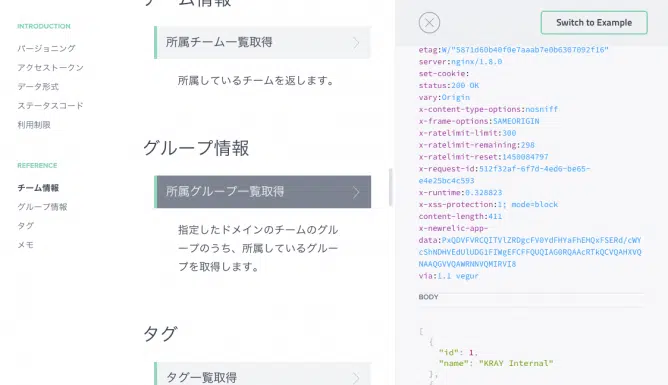 INTRODUCTION
バージョニング
アクセストークン
データ形式
ステータスコード
利用制限
REFERENCE
チーム情報
グループ情報
タグ
メモ
チーム情報
所属チーム一覧取得
所属しているチームを返します。
グループ情報
所属グループ一覧取得
指定したドメインのチームのグル
ープのうち、所属しているグルー
プを取得します。
タグ
タグ一覧取得
Switch to Example
etag:W/"5871d60b40f0e7aaab7e0b6307092f16"
server:nginx/1.8.0
set-cookie:
status:200 OK
vary:Origin
x-content-type-options:nosniff
x-frame-options:SAMEORIGIN
x-ratelimit-limit:300
x-ratelimit-remaining:298
x-ratelimit-reset:1450084797
x-request-id:512f32af-6f7d-4ed6-be65-
e4e25bc4c593
x-runtime:0.328823
x-xss-protection:1; mode=block
content-length:411
x-newrelic-app-
data:PxQDVFVRCQITVlZRDgcFV0YdFHYaFhEHQxFSERd/cWY
cShNDHVEdUlUDG1FIWgEFCFFQUQIAG0RQAAcRTkQCVQAHXVQ
NAAQGVVQAWRNNVQMIRVI8
via:1.1 vegur
BODY
[
{
"id": 1,
"name": "KRAY Internal"
},
{